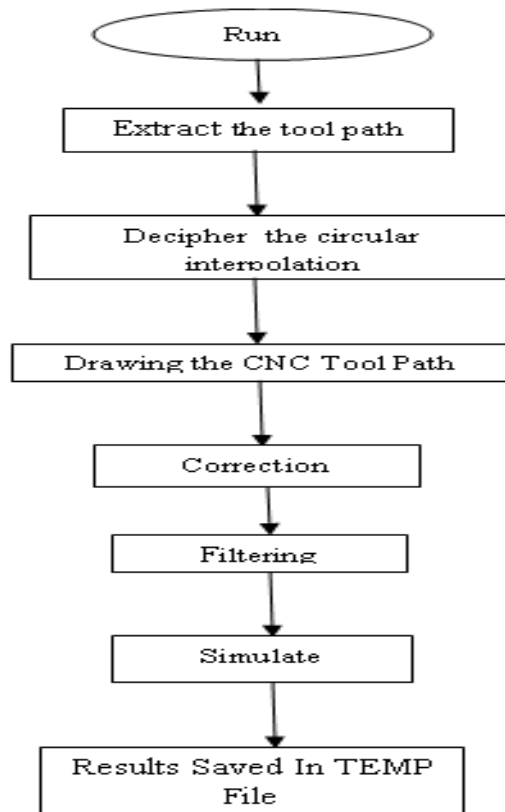 Run
Extract the tool path
Decipher the circular
interpolation
Drawing the CNC Tool Path
Correction
Filtering
Simulate
Results Saved In TEMP
File